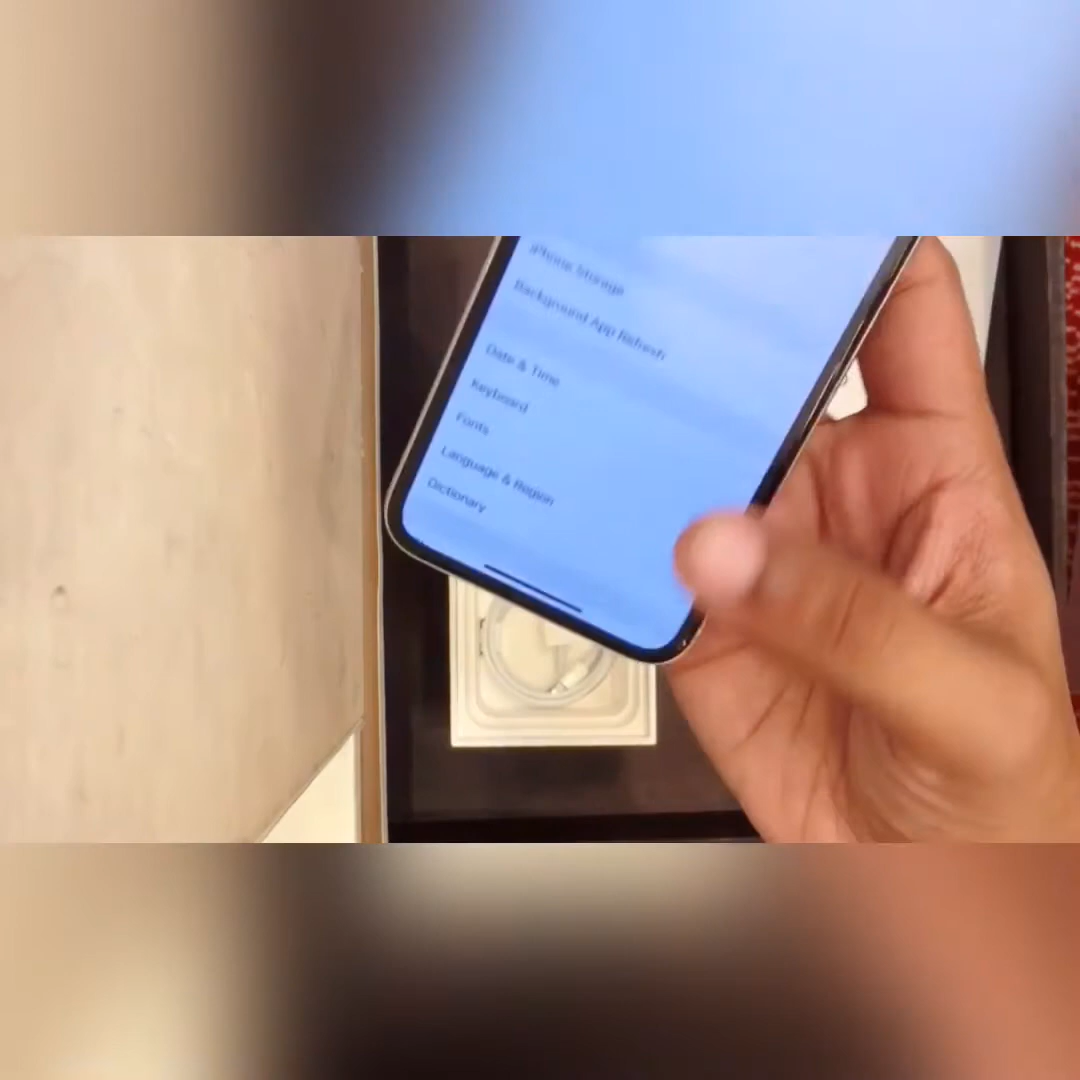 iPhone Storage
Background App Refresh
Date & Time
Keyboard
Fonts
Language & Region
Dictionary